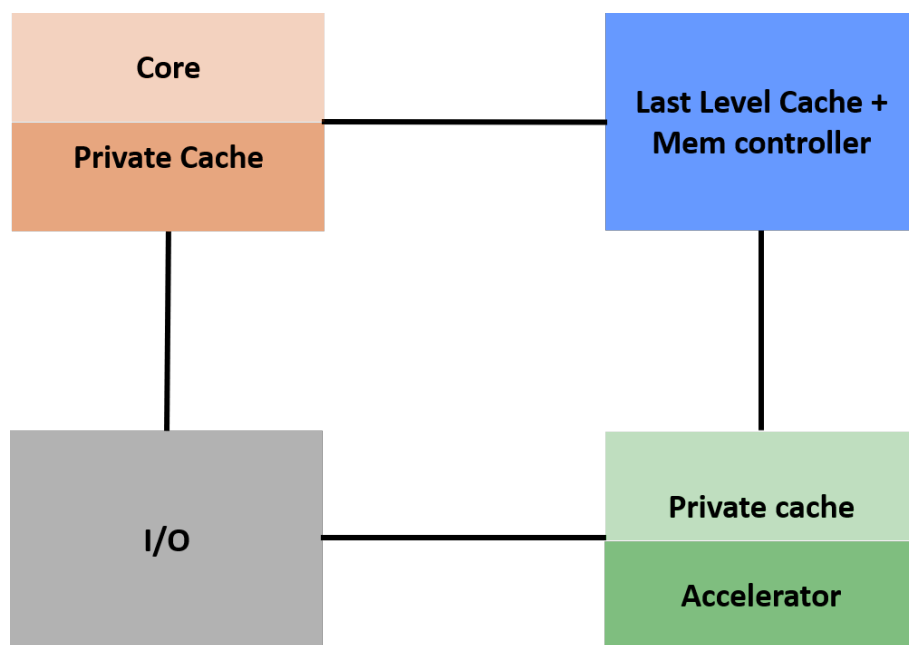 Core
Private Cache
Last Level Cache +
Mem controller
I/O
Private cache
Accelerator